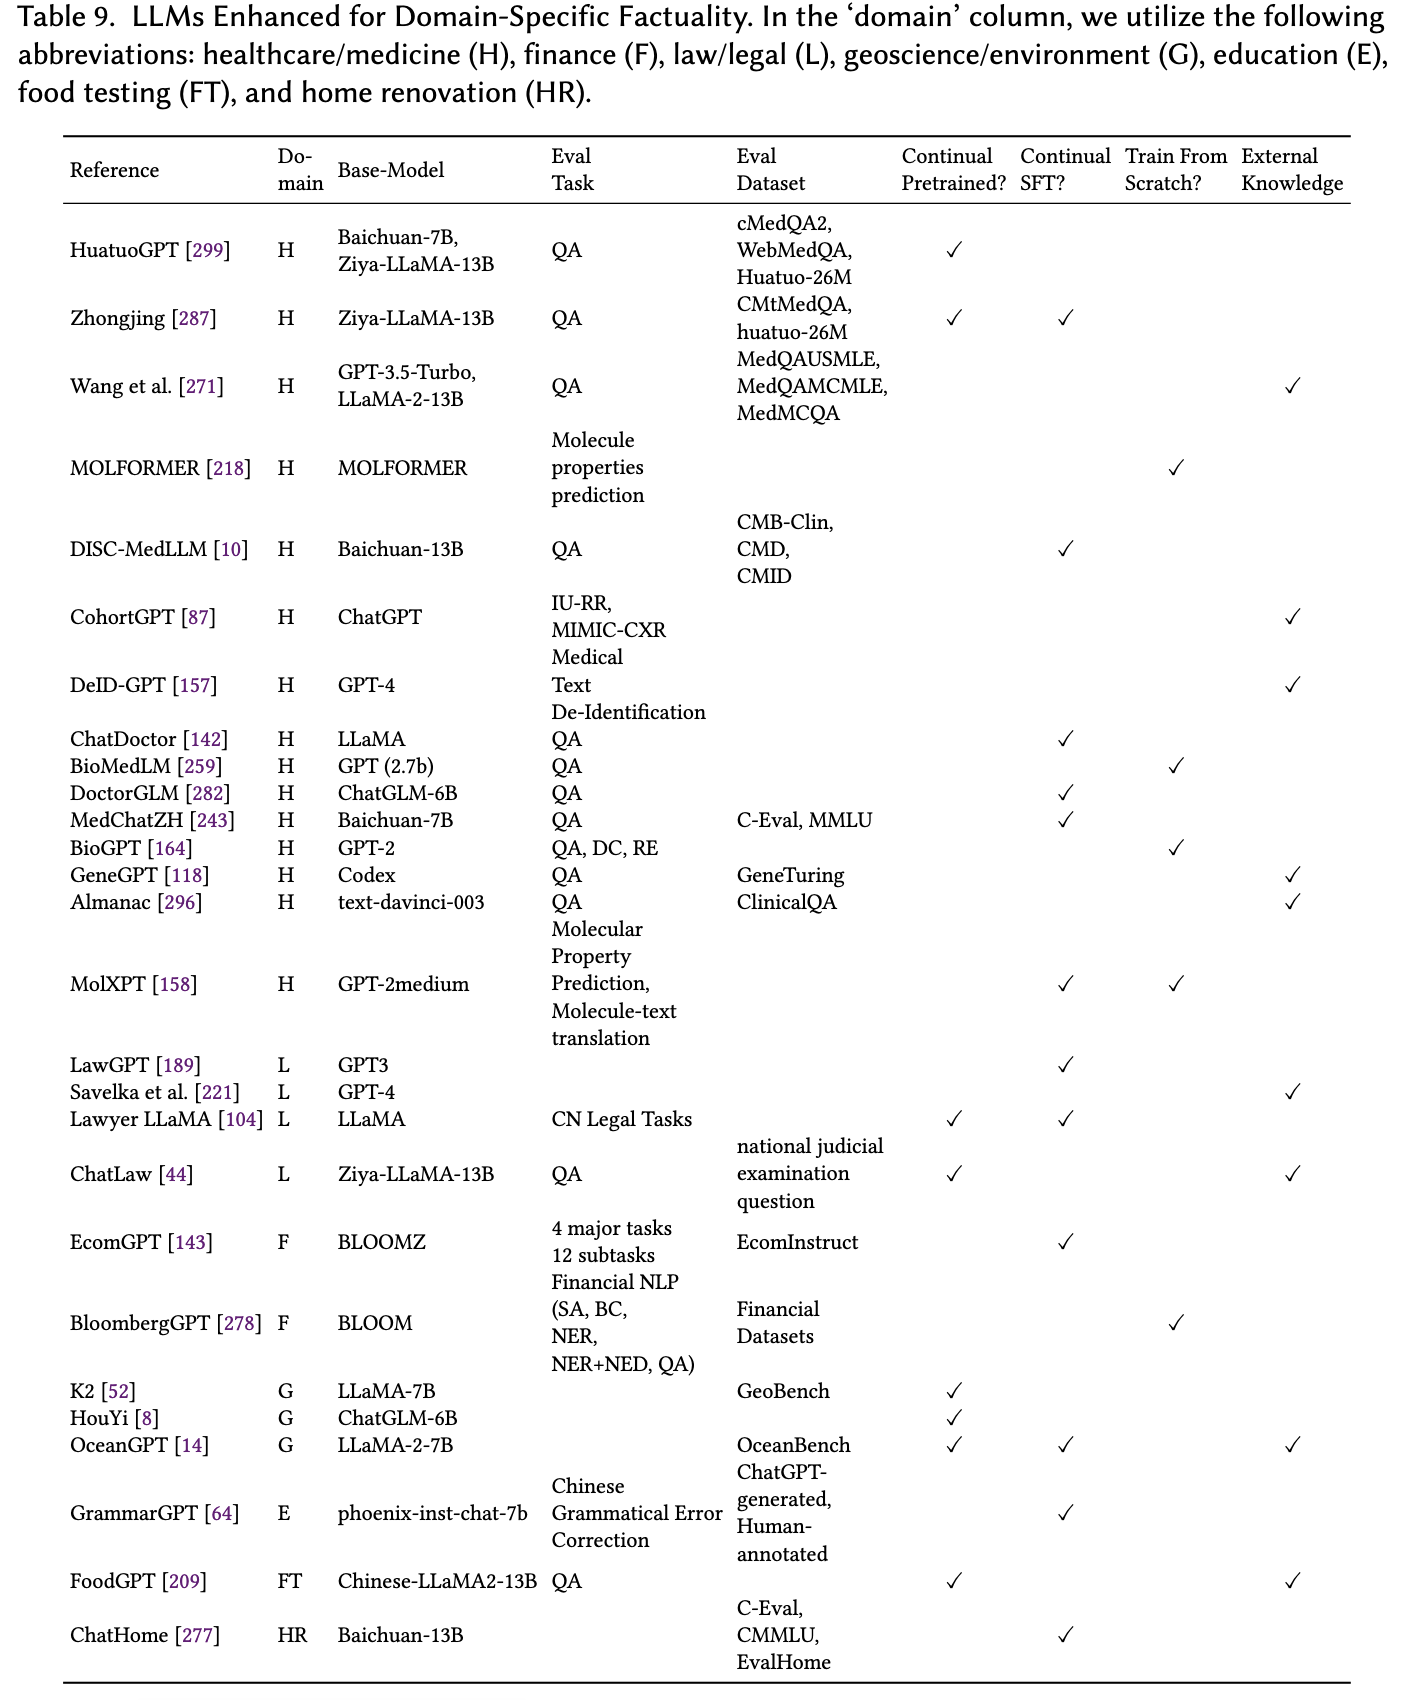 Table 9. LLMs Enhanced for Domain-Specific Factuality. In the ‘domain’ column, we utilize the following
abbreviations: healthcare/medicine (H), finance (F), law/legal (L), geoscience/environment (G), education (E),
food testing (FT), and home renovation (HR).
Reference Do-main Base-Model Eval Task Eval Dataset Continual Pretrained? Continual SFT? Train From Scratch? External Knowledge
HuatuoGPT [299] H Baichuan-7B, Ziya-LLaMA-13B QA cMedQA2, WebMedQA, Huatuo-26M ✓
Zhongjing [287] H Ziya-LLaMA-13B QA CMtMedQA, huatuo-26M ✓ ✓
Wang et al. [271] H GPT-3.5-Turbo, LLaMA-2-13B QA MedQAUSMLE, MedQAMCMLE, MedMCQA ✓
MOLFORMER [218] H MOLFORMER Molecule properties prediction ✓
DISC-MedLLM [10] H Baichuan-13B QA CMB-Clin, CMD, CMID ✓
CohortGPT [87] H ChatGPT IU-RR, MIMIC-CXR ✓
DeID-GPT [157] H GPT-4 Medical Text De-Identification ✓
ChatDoctor [142] H LLaMA QA ✓
BioMedLM [259] H GPT (2.7b) QA ✓
DoctorGLM [282] H ChatGLM-6B QA ✓
MedChatZH [243] H Baichuan-7B QA C-Eval, MMLU ✓
BioGPT [164] H GPT-2 QA, DC, RE ✓
GeneGPT [118] H Codex QA GeneTuring ✓
Almanac [296] H text-davinci-003 QA ClinicalQA ✓
MolXPT [158] H GPT-2medium Molecular Property Prediction, Molecule-text translation ✓ ✓
LawGPT [189] L GPT3 ✓
Savelka et al. [221] L GPT-4 ✓
Lawyer LLaMA [104] L LLaMA CN Legal Tasks ✓ ✓
ChatLaw [44] L Ziya-LLaMA-13B QA national judicial examination question ✓ ✓
EcomGPT [143] F BLOOMZ 4 major tasks 12 subtasks EcomInstruct ✓
BloombergGPT [278] F BLOOM Financial NLP (SA, BC, NER, NER+NED, QA) Financial Datasets ✓
K2 [52] G LLaMA-7B GeoBench ✓
HouYi [8] G ChatGLM-6B ✓
OceanGPT [14] G LLaMA-2-7B OceanBench ✓ ✓ ✓
GrammarGPT [64] E phoenix-inst-chat-7b Chinese Grammatical Error Correction ChatGPT-generated, Human-annotated ✓
FoodGPT [209] FT Chinese-LLaMA2-13B QA ✓ ✓
ChatHome [277] HR Baichuan-13B C-Eval, CMMLU, EvalHome ✓